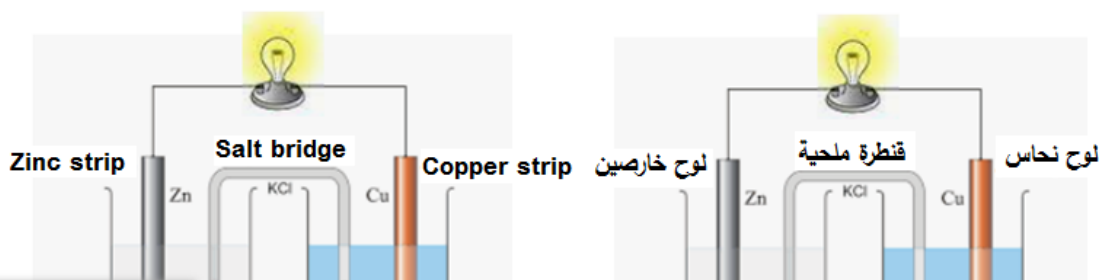 Zinc strip
Salt bridge
Copper strip
Zn
KCl
Cu
لوح خارصين
قنطرة ملحية
لوح نحاس
Zn
KCl
Cu